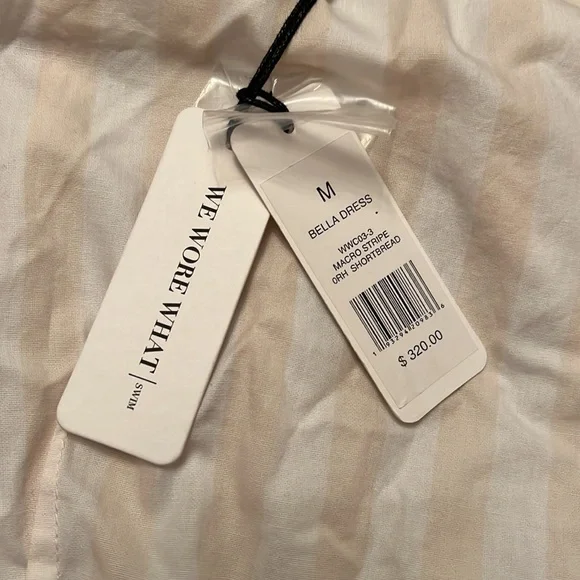 WE WORE WHAT | SWIM
M
BELLA DRESS
WWC03-3
MACRO STRIPE
0RH SHORTBREAD
$ 320.00